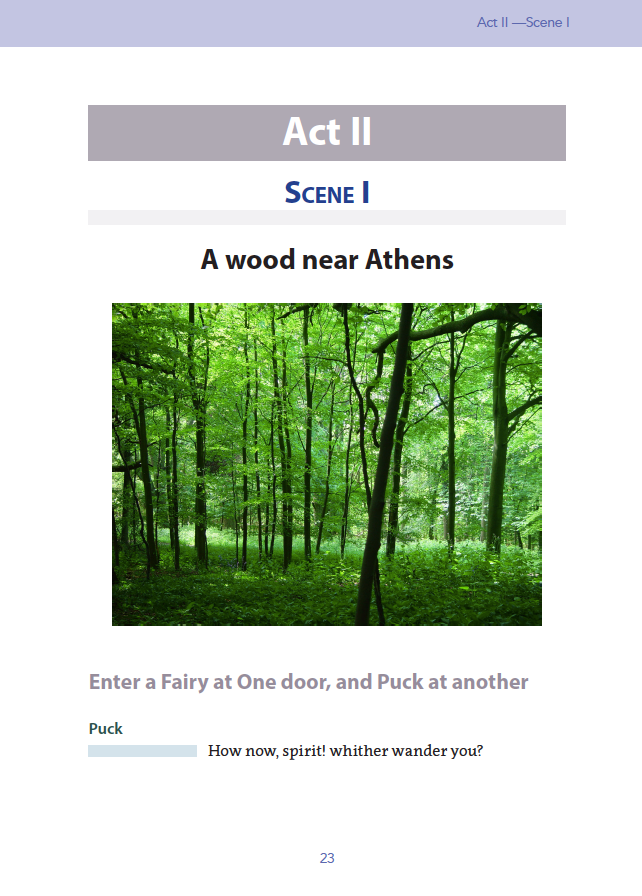 Act II —Scene I
Act II
SCENE I
A wood near Athens
Enter a Fairy at One door, and Puck at another
Puck
How now, spirit! whither wander you?
23